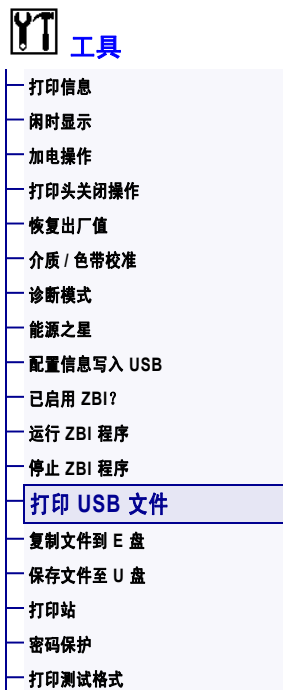 工具
打印信息
闲时显示
加电操作
打印头关闭操作
恢复出厂值
介质 / 色带校准
诊断模式
能源之星
配置信息写入 USB
已启用 ZBI?
运行 ZBI 程序
停止 ZBI 程序
打印 USB 文件
复制文件到 E 盘
保存文件至 U 盘
打印站
密码保护
打印测试格式